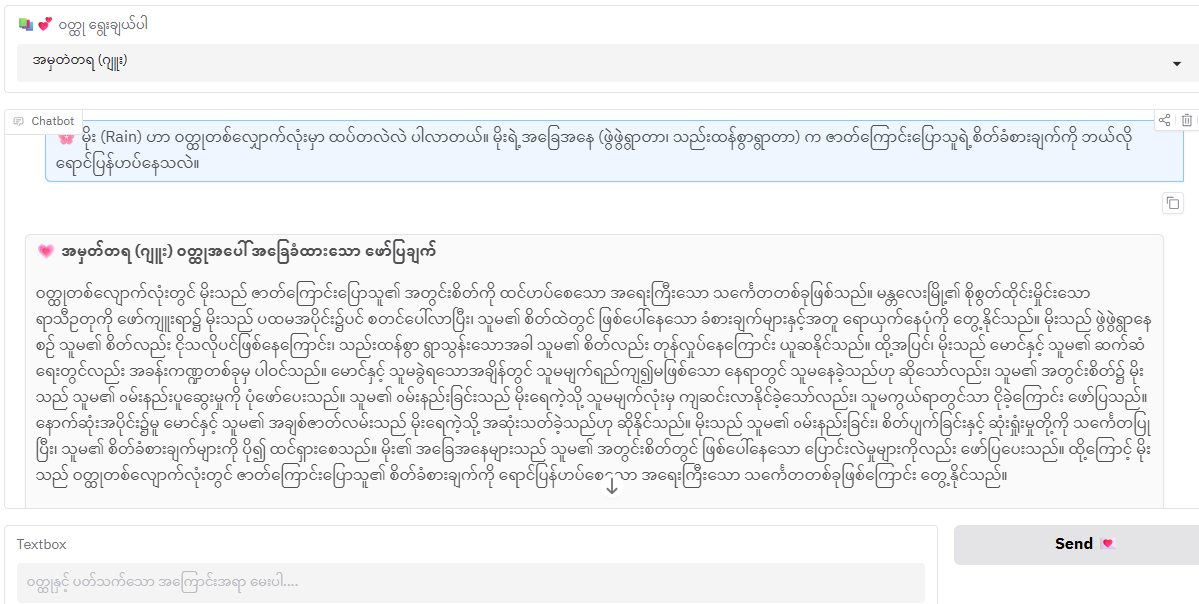 📚 💕 ဝတ္ထု ရွေးချယ်ပါ
အမှတဲတရ (ဂျူး)
Chatbot
🌸 မိုး (Rain) ဟာ ဝတ္ထုတစ်လျှောက်လုံးမှာ ထပ်တလဲလဲ ပါလာတယ်။ မိုးရဲ့အခြေအနေ (ဖွဲဖွဲရွာတာ၊ သည်းထန်စွာရွာတာ) က ဇာတ်ကြောင်းပြောသူရဲ့စိတ်ခံစားချက်ကို ဘယ်လို
ရောင်ပြန်ဟပ်နေသလဲ။
💗 အမှတ်တရ (ဂျူး) ဝတ္ထုအပေါ် အခြေခံထားသော ဖော်ပြချက်
ဝတ္ထုတစ်လျှောက်လုံးတွင် မိုးသည် ဇာတ်ကြောင်းပြောသူ၏ အတွင်းစိတ်ကို ထင်ဟပ်စေသော အရေးကြီးသော သင်္ကေတတစ်ခုဖြစ်သည်။ မန္တလေးမြို့၏ စိုစွတ်ထိုင်းမှိုင်းသော
ရာသီဥတုကို ဖော်ကျူးရာ၌ မိုးသည် ပထမအပိုင်း၌ပင် စတင်ပေါ်လာပြီး၊ သူမ၏ စိတ်ထဲတွင် ဖြစ်ပေါ်နေသော ခံစားချက်များနှင့်အတူ ရောယှက်နေပုံကို တွေ့နိုင်သည်။ မိုးသည် ဖွဲဖွဲရွာနေ
စဉ် သူမ၏ စိတ်လည်း ငိုသလိုပင်ဖြစ်နေကြောင်း၊ သည်းထန်စွာ ရွာသွန်းသောအခါ သူမ၏ စိတ်လည်း တုန်လှုပ်နေကြောင်း ယူဆနိုင်သည်။ ထို့အပြင်၊ မိုးသည် မောင်နှင့် သူမ၏ ဆက်ဆံ
ရေးတွင်လည်း အခန်းကဏ္ဍတစ်ခုမှ ပါဝင်သည်။ မောင်နှင့် သူမခွဲရသောအချိန်တွင် သူမမျက်ရည်ကျ၍မဖြစ်သော နေရာတွင် သူမနေခဲ့သည်ဟု ဆိုသော်လည်း၊ သူမ၏ အတွင်းစိတ်၌ မိုး
သည် သူမ၏ ဝမ်းနည်းပူဆွေးမှုကို ပုံဖော်ပေးသည်။ သူမ၏ ဝမ်းနည်းခြင်းသည် မိုးရေကဲ့သို့ သူမမျက်လုံးမှ ကျဆင်းလာနိုင်ခဲ့သော်လည်း၊ သူမကွယ်ရာတွင်သာ ငိုခဲ့ကြောင်း ဖော်ပြသည်။
နောက်ဆုံးအပိုင်း၌မူ မောင်နှင့် သူမ၏ အချစ်ဇာတ်လမ်းသည် မိုးရေကဲ့သို့ အဆုံးသတ်ခဲ့သည်ဟု ဆိုနိုင်သည်။ မိုးသည် သူမ၏ ဝမ်းနည်းခြင်း၊ စိတ်ပျက်ခြင်းနှင့် ဆုံးရှုံးမှုတို့ကို သင်္ကေတပြု
ပြီး၊ သူမ၏ စိတ်ခံစားချက်များကို ပို၍ ထင်ရှားစေသည်။ မိုး၏ အခြေအနေများသည် သူမ၏ အတွင်းစိတ်တွင် ဖြစ်ပေါ်နေသော ပြောင်းလဲမှုများကိုလည်း ဖော်ပြပေးသည်။ ထို့ကြောင့် မိုး
သည် ဝတ္ထုတစ်လျှောက်လုံးတွင် ဇာတ်ကြောင်းပြောသူ၏ စိတ်ခံစားချက်ကို ရောင်ပြန်ဟပ်စေသော အရေးကြီးသော သင်္ကေတတစ်ခုဖြစ်ကြောင်း တွေ့နိုင်သည်။
Textbox
ဝတ္ထုနှင့် ပတ်သက်သော အကြောင်းအရာ မေးပါ....
Send 💌